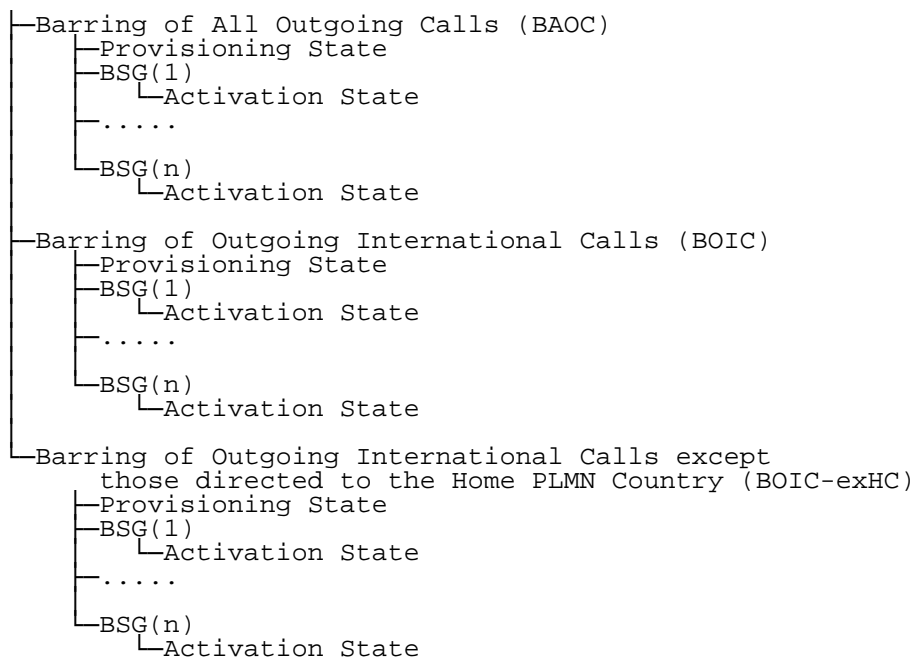 Barring of All Outgoing Calls (BAOC)
Provisioning State
BSG(1)
Activation State
.....
BSG(n)
Activation State
Barring of Outgoing International Calls (BOIC)
Provisioning State
BSG(1)
Activation State
.....
BSG(n)
Activation State
Barring of Outgoing International Calls except
those directed to the Home PLMN Country (BOIC-exHC)
Provisioning State
BSG(1)
Activation State
.....
BSG(n)
Activation State